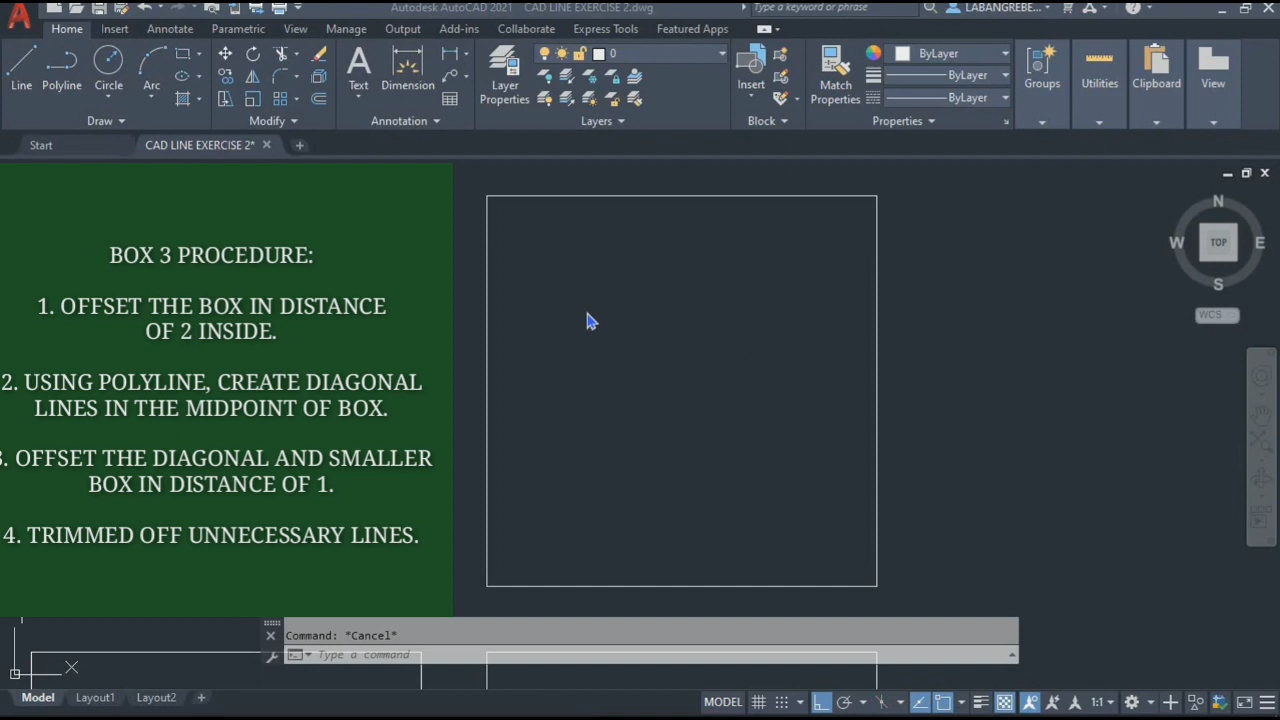 Autodesk AutoCAD 2021 CAD LINE EXERCISE 2.dwg
Type a keyword or phrase
LABANGREBE...
Home Insert Annotate Parametric View Manage Output Add-ins Collaborate Express Tools Featured Apps
Line Polyline Circle Arc
Text Dimension
Layer Properties
0
Insert
Match Properties
ByLayer
ByLayer
ByLayer
Groups Utilities Clipboard View
Draw Modify Annotation Layers Block Properties
Start CAD LINE EXERCISE 2*
BOX 3 PROCEDURE:
1. OFFSET THE BOX IN DISTANCE
OF 2 INSIDE.
2. USING POLYLINE, CREATE DIAGONAL
LINES IN THE MIDPOINT OF BOX.
3. OFFSET THE DIAGONAL AND SMALLER
BOX IN DISTANCE OF 1.
4. TRIMMED OFF UNNECESSARY LINES.
N
W TOP E
S
WCS
Command: *Cancel*
Type a command
Model Layout1 Layout2
MODEL 1:1